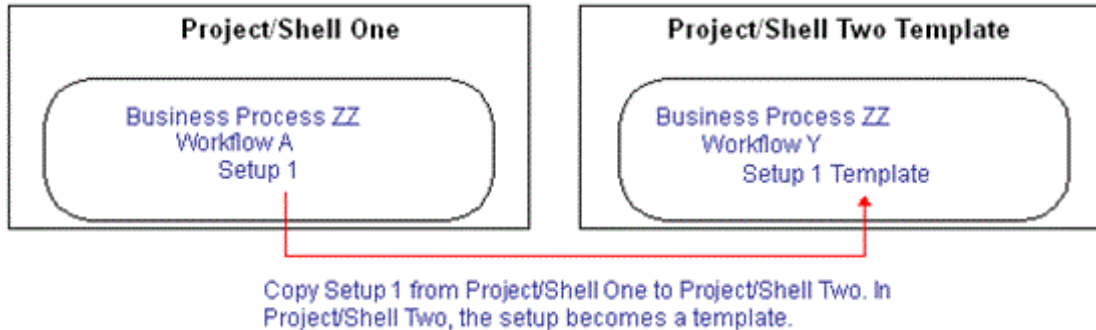 Project/Shell One
Business Process ZZ
Workflow A
Setup 1
Project/Shell Two Template
Business Process ZZ
Workflow Y
Setup 1 Template
Copy Setup 1 from Project/Shell One to Project/Shell Two. In
Project/Shell Two, the setup becomes a template.